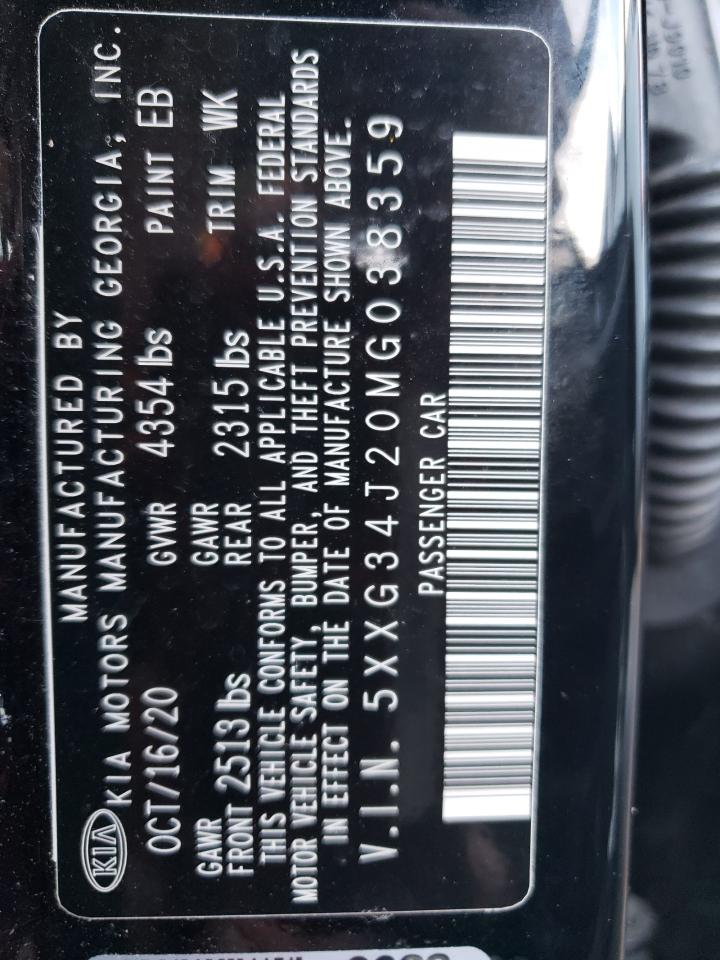 MANUFACTURED BY
KIA KIA MOTORS MANUFACTURING GEORGIA, INC.
OCT/16/20 GVWR 4354 lbs PAINT EB
GAWR FRONT 2513 lbs GAWR REAR 2315 lbs TRIM WK
THIS VEHICLE CONFORMS TO ALL APPLICABLE U.S.A. FEDERAL
MOTOR VEHICLE SAFETY, BUMPER, AND THEFT PREVENTION STANDARDS
IN EFFECT ON THE DATE OF MANUFACTURE SHOWN ABOVE.
V.I.N. 5XXG34J20MG038359
PASSENGER CAR